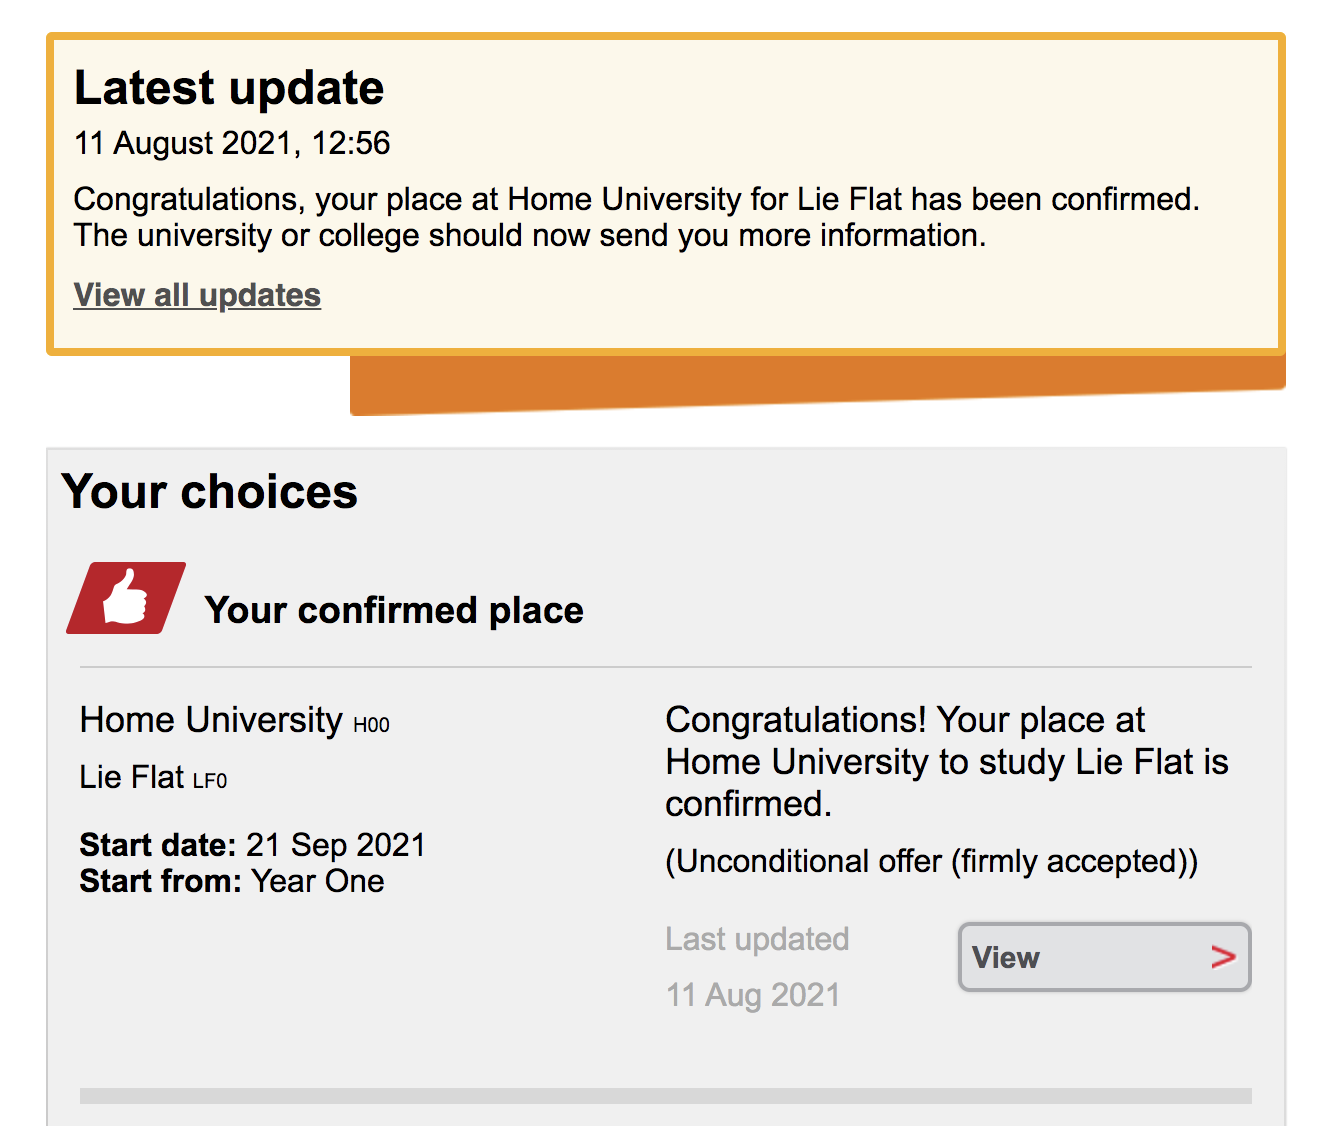 Latest update
11 August 2021, 12:56
Congratulations, your place at Home University for Lie Flat has been confirmed.
The university or college should now send you more information.
View all updates
Your choices
Your confirmed place
Home University H00
Lie Flat LF0
Start date: 21 Sep 2021
Start from: Year One
Congratulations! Your place at
Home University to study Lie Flat is
confirmed.
(Unconditional offer (firmly accepted))
Last updated
11 Aug 2021
View >